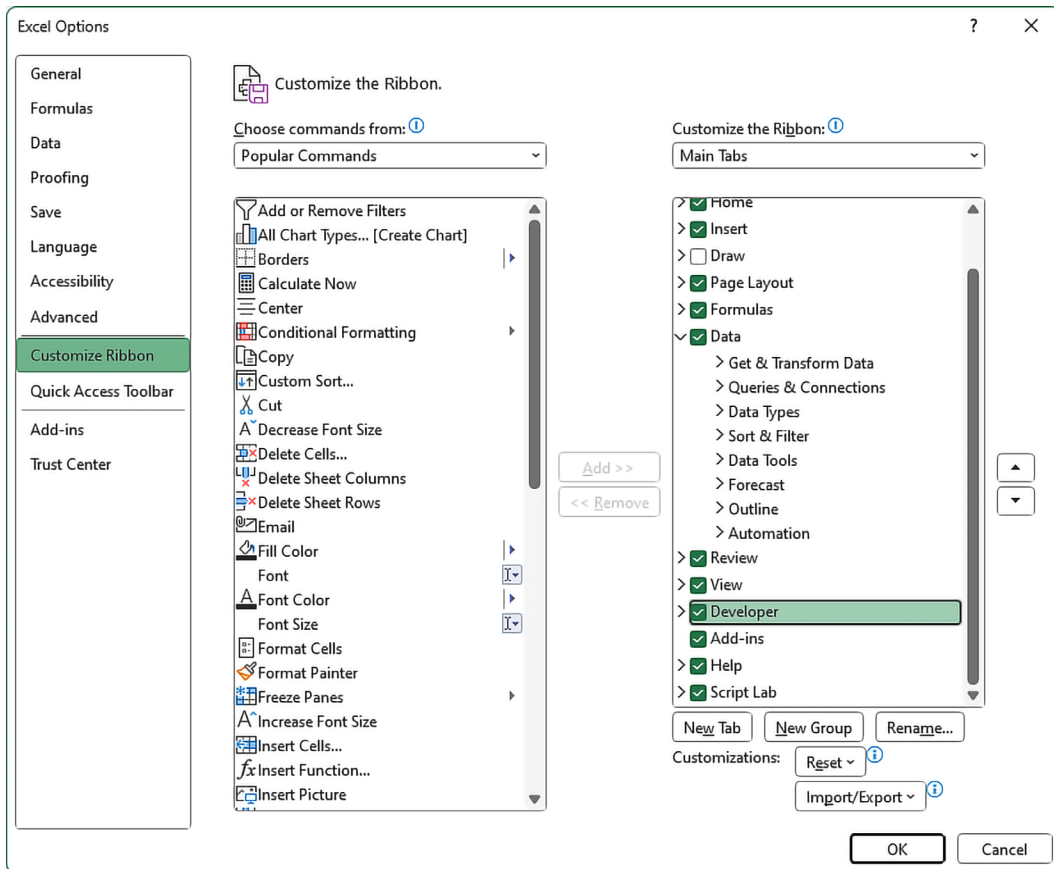 Excel Options
?
General
Formulas
Data
Proofing
Save
Language
Accessibility
Advanced
Customize Ribbon
Quick Access Toolbar
Add-ins
Trust Center
Customize the Ribbon.
Choose commands from:
Popular Commands
Add or Remove Filters
All Chart Types... [Create Chart]
Borders
Calculate Now
Center
Conditional Formatting
Copy
Custom Sort...
Cut
Decrease Font Size
Delete Cells...
Delete Sheet Columns
Delete Sheet Rows
Email
Fill Color
Font
Font Color
Font Size
Format Cells
Format Painter
Freeze Panes
Increase Font Size
Insert Cells...
Insert Function...
Insert Picture
Add >>
<< Remove
Customize the Ribbon:
Main Tabs
Home
Insert
Draw
Page Layout
Formulas
Data
Get & Transform Data
Queries & Connections
Data Types
Sort & Filter
Data Tools
Forecast
Outline
Automation
Review
View
Developer
Add-ins
Help
Script Lab
New Tab New Group Rename...
Customizations: Reset
Import/Export
OK Cancel